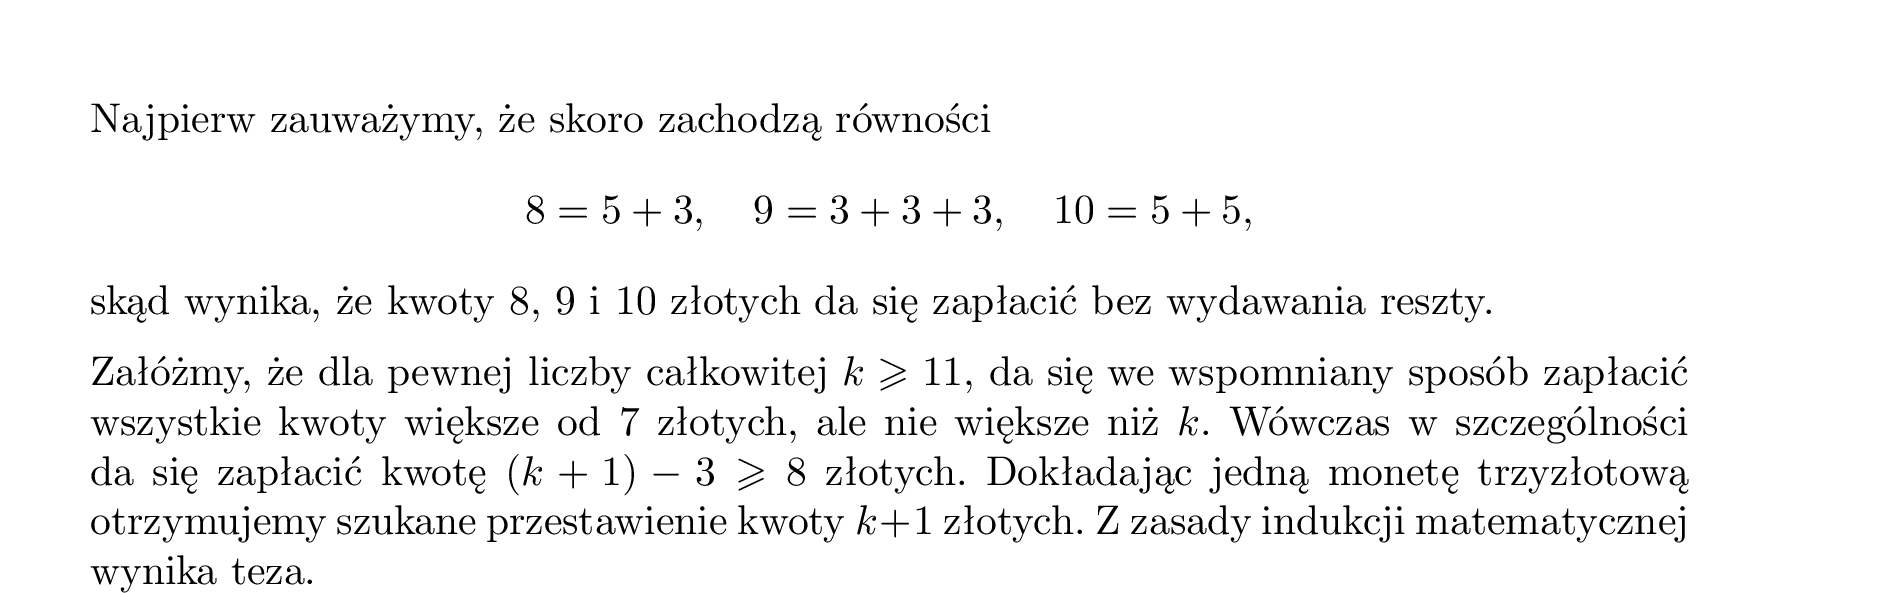 Najpierw zauważymy, że skoro zachodzą równości
8 = 5 + 3, 9 = 3 + 3 + 3, 10 = 5 + 5,
skąd wynika, że kwoty 8, 9 i 10 złotych da się zapłacić bez wydawania reszty.
Załóżmy, że dla pewnej liczby całkowitej k ⩾ 11, da się we wspomniany sposób zapłacić
wszystkie kwoty większe od 7 złotych, ale nie większe niż k. Wówczas w szczególności
da się zapłacić kwotę (k + 1) − 3 ⩾ 8 złotych. Dokładając jedną monetę trzyzłotową
otrzymujemy szukane przestawienie kwoty k+1 złotych. Z zasady indukcji matematycznej
wynika teza.